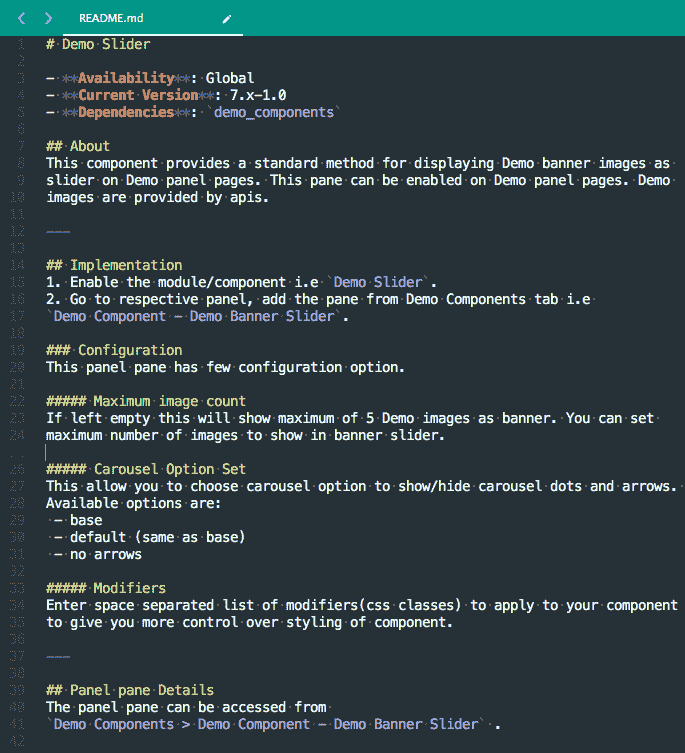 README.md
1 # Demo Slider
2
3 - **Availability**: Global
4 - **Current Version**: 7.x-1.0
5 - **Dependencies**: `demo_components`
6
7 ## About
8 This component provides a standard method for displaying Demo banner images as
9 slider on Demo panel pages. This pane can be enabled on Demo panel pages. Demo
10 images are provided by apis.
11
12 ---
13
14 ## Implementation
15 1. Enable the module/component i.e `Demo Slider`.
16 2. Go to respective panel, add the pane from Demo Components tab i.e
17 `Demo Component - Demo Banner Slider`.
18
19 ### Configuration
20 This panel pane has few configuration option.
21
22 ##### Maximum image count
23 If left empty this will show maximum of 5 Demo images as banner. You can set
24 maximum number of images to show in banner slider.
..
26 ##### Carousel Option Set
27 This allow you to choose carousel option to show/hide carousel dots and arrows.
28 Available options are:
29 - base
30 - default (same as base)
31 - no arrows
32
33 ##### Modifiers
34 Enter space separated list of modifiers(css classes) to apply to your component
35 to give you more control over styling of component.
36
37 ---
38
39 ## Panel pane Details
40 The panel pane can be accessed from
41 `Demo Components > Demo Component - Demo Banner Slider` .
42